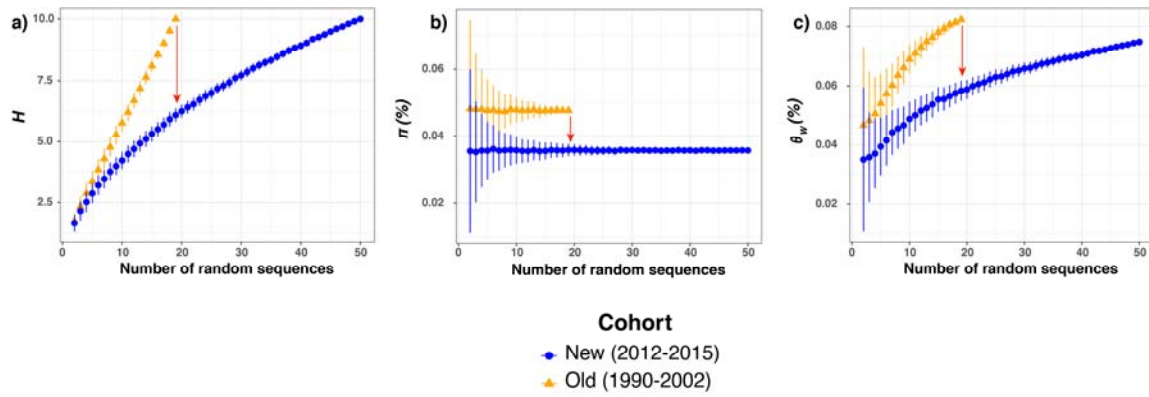 a)
10.0
7.5
5.0
2.5
H
0
10
20
30
40
50
Number of random sequences
b)
0.06
0.04
0.02
π (%)
0
10
20
30
40
50
Number of random sequences
c)
0.08
0.06
0.04
0.02
θw(%)
0
10
20
30
40
50
Number of random sequences
Cohort
New (2012-2015)
Old (1990-2002)